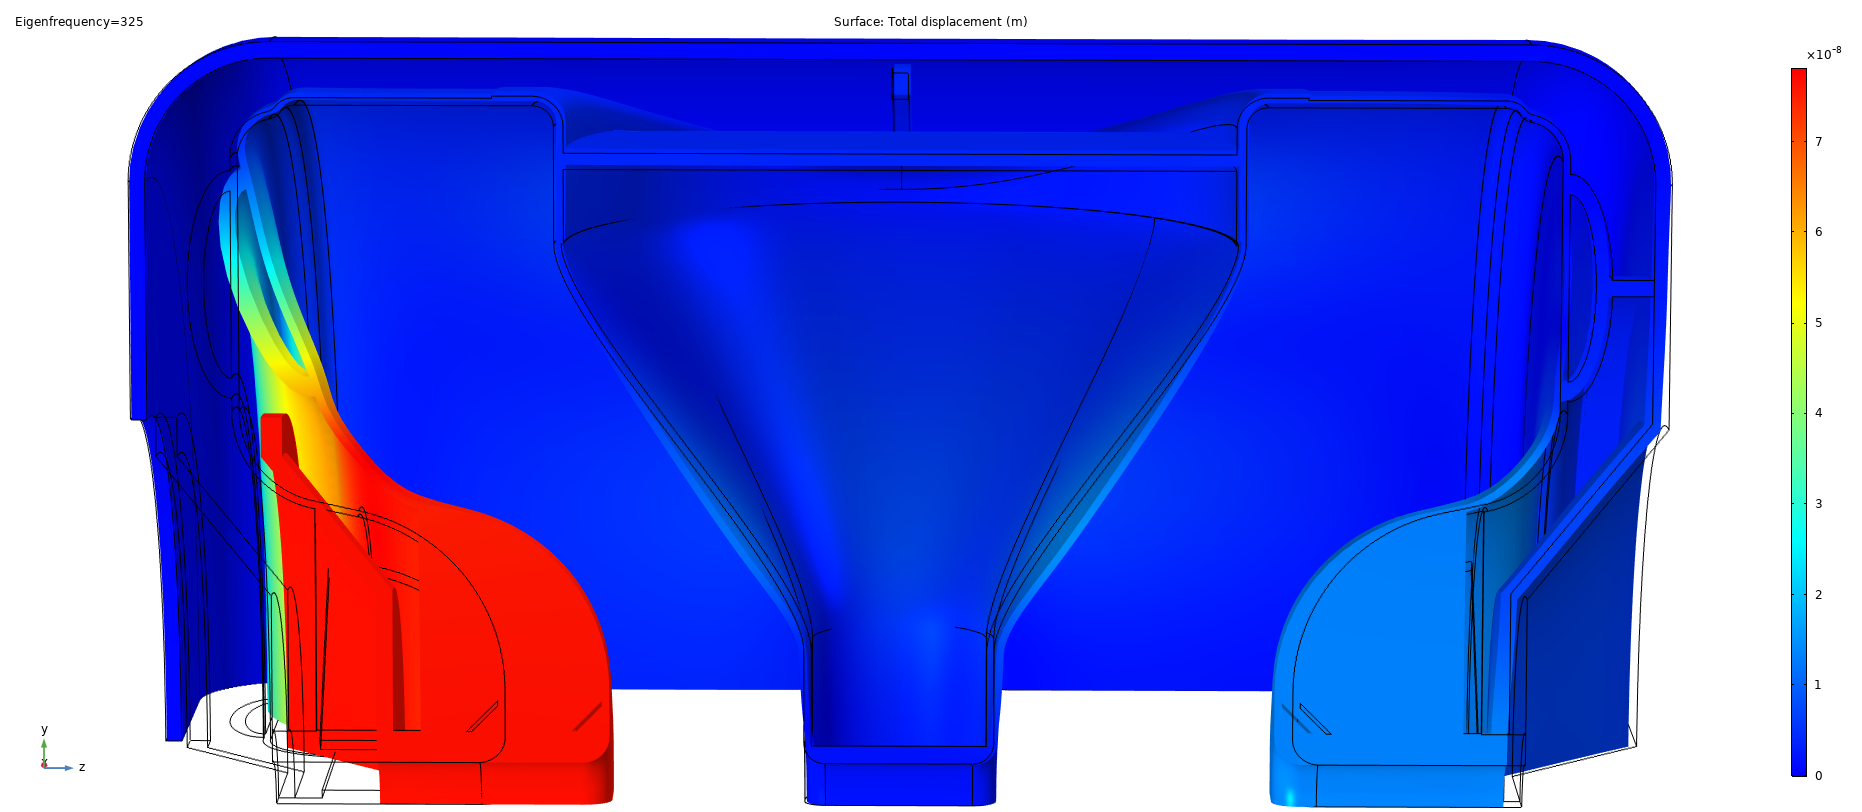 Eigenfrequency=325
Surface: Total displacement (m)
×10⁻⁸
7
6
5
4
3
2
1
0
y
x
z